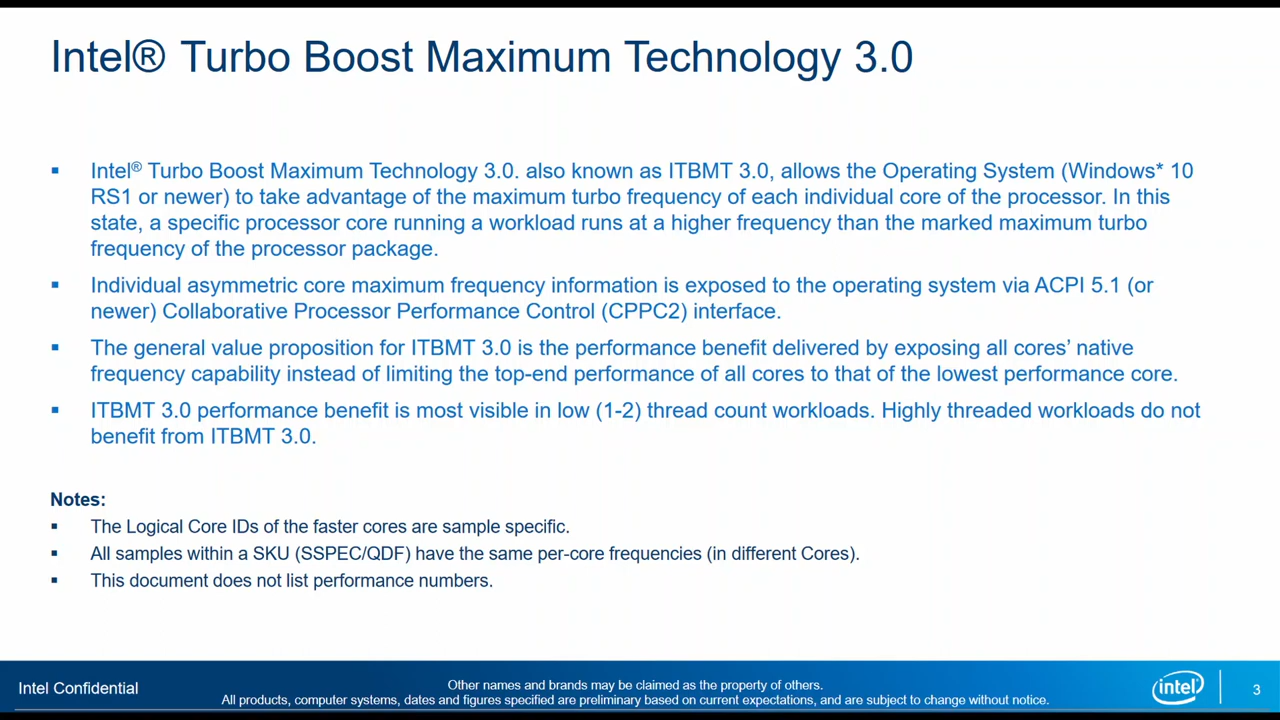 Intel® Turbo Boost Maximum Technology 3.0
▪ Intel® Turbo Boost Maximum Technology 3.0. also known as ITBMT 3.0, allows the Operating System (Windows* 10
RS1 or newer) to take advantage of the maximum turbo frequency of each individual core of the processor. In this
state, a specific processor core running a workload runs at a higher frequency than the marked maximum turbo
frequency of the processor package.
▪ Individual asymmetric core maximum frequency information is exposed to the operating system via ACPI 5.1 (or
newer) Collaborative Processor Performance Control (CPPC2) interface.
▪ The general value proposition for ITBMT 3.0 is the performance benefit delivered by exposing all cores’ native
frequency capability instead of limiting the top-end performance of all cores to that of the lowest performance core.
▪ ITBMT 3.0 performance benefit is most visible in low (1-2) thread count workloads. Highly threaded workloads do not
benefit from ITBMT 3.0.
Notes:
▪ The Logical Core IDs of the faster cores are sample specific.
▪ All samples within a SKU (SSPEC/QDF) have the same per-core frequencies (in different Cores).
▪ This document does not list performance numbers.
Intel Confidential
Other names and brands may be claimed as the property of others.
All products, computer systems, dates and figures specified are preliminary based on current expectations, and are subject to change without notice.
intel
3